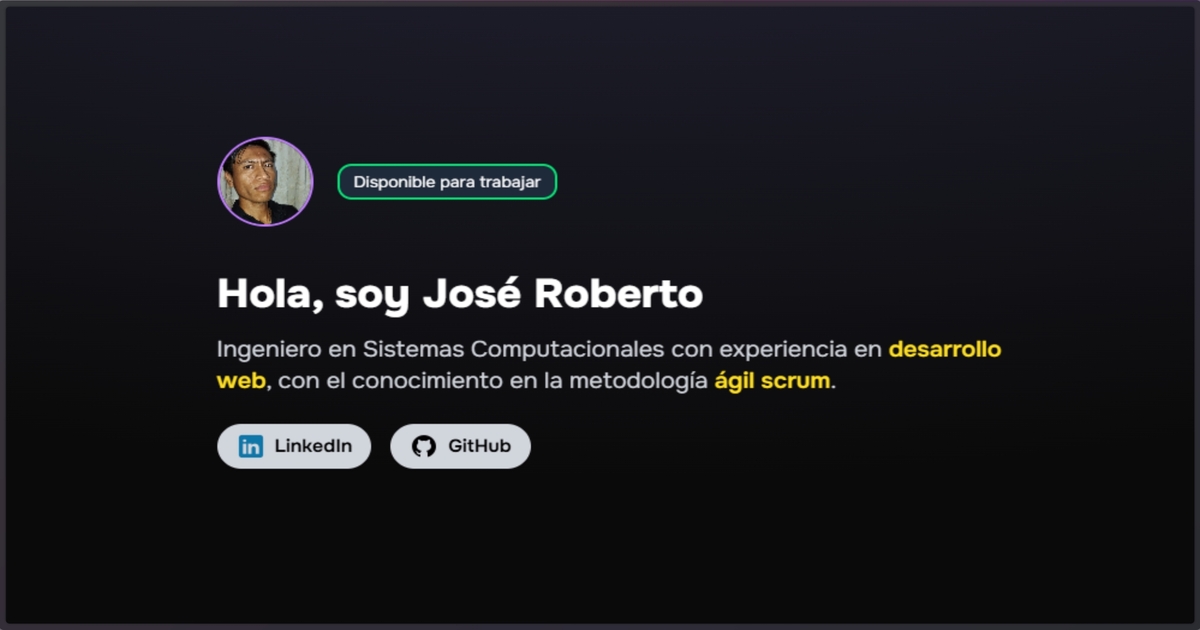 Disponible para trabajar
Hola, soy José Roberto
Ingeniero en Sistemas Computacionales con experiencia en desarrollo
web, con el conocimiento en la metodología ágil scrum.
in LinkedIn GitHub